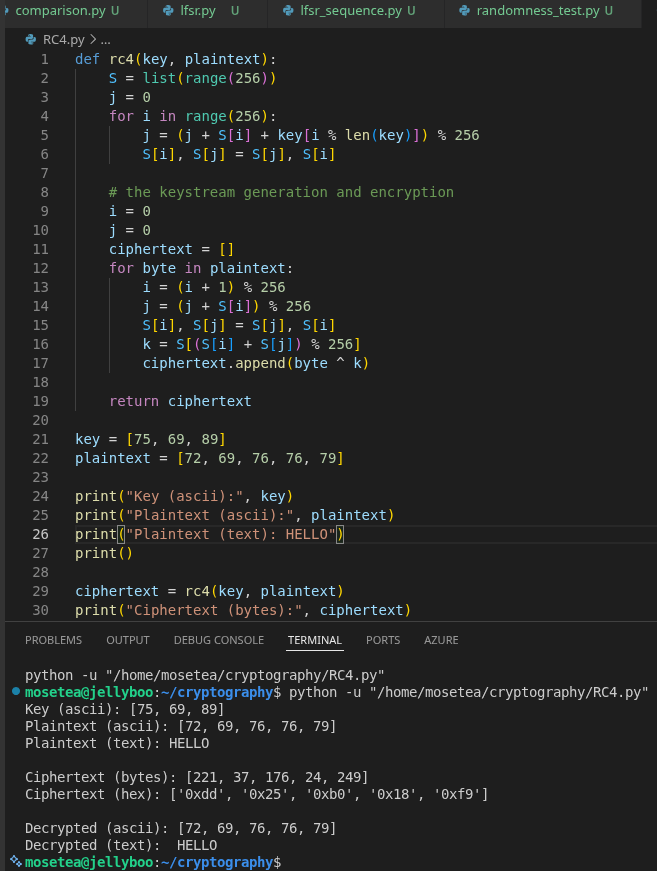 comparison.py U lfsr.py U lfsr_sequence.py U randomness_test.py U
RC4.py > ...
1 def rc4(key, plaintext):
2     S = list(range(256))
3     j = 0
4     for i in range(256):
5         j = (j + S[i] + key[i % len(key)]) % 256
6         S[i], S[j] = S[j], S[i]
7
8     # the keystream generation and encryption
9     i = 0
10     j = 0
11     ciphertext = []
12     for byte in plaintext:
13         i = (i + 1) % 256
14         j = (j + S[i]) % 256
15         S[i], S[j] = S[j], S[i]
16         k = S[(S[i] + S[j]) % 256]
17         ciphertext.append(byte ^ k)
18
19     return ciphertext
20
21 key = [75, 69, 89]
22 plaintext = [72, 69, 76, 76, 79]
23
24 print("Key (ascii):", key)
25 print("Plaintext (ascii):", plaintext)
26 print("Plaintext (text): HELLO")
27 print()
28
29 ciphertext = rc4(key, plaintext)
30 print("Ciphertext (bytes):", ciphertext)
PROBLEMS OUTPUT DEBUG CONSOLE TERMINAL PORTS AZURE
python -u "/home/mosetea/cryptography/RC4.py"
mosetea@jellyboo:~/cryptography$ python -u "/home/mosetea/cryptography/RC4.py"
Key (ascii): [75, 69, 89]
Plaintext (ascii): [72, 69, 76, 76, 79]
Plaintext (text): HELLO

Ciphertext (bytes): [221, 37, 176, 24, 249]
Ciphertext (hex): ['0xdd', '0x25', '0xb0', '0x18', '0xf9']

Decrypted (ascii): [72, 69, 76, 76, 79]
Decrypted (text):  HELLO
mosetea@jellyboo:~/cryptography$